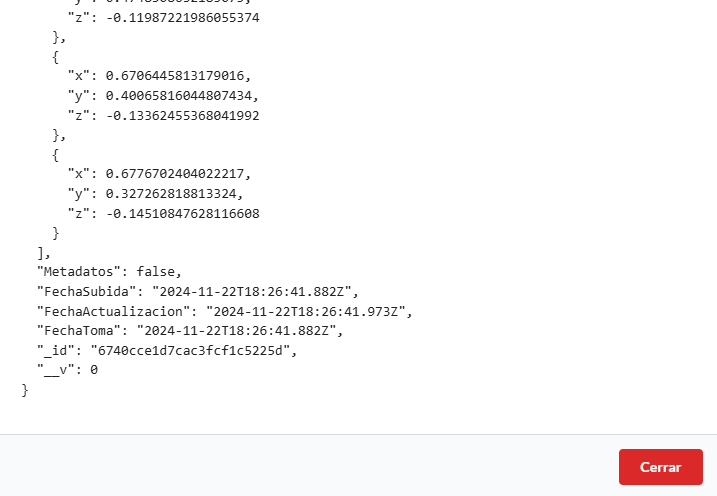 "z": -0.11987221986055374
},
{
"x": 0.6706445813179016,
"y": 0.40065816044807434,
"z": -0.13362455368041992
},
{
"x": 0.6776702404022217,
"y": 0.327262818813324,
"z": -0.14510847628116608
}
],
"Metadatos": false,
"FechaSubida": "2024-11-22T18:26:41.882Z",
"FechaActualizacion": "2024-11-22T18:26:41.973Z",
"FechaToma": "2024-11-22T18:26:41.882Z",
"_id": "6740cce1d7cac3fcf1c5225d",
"__v": 0
}
Cerrar